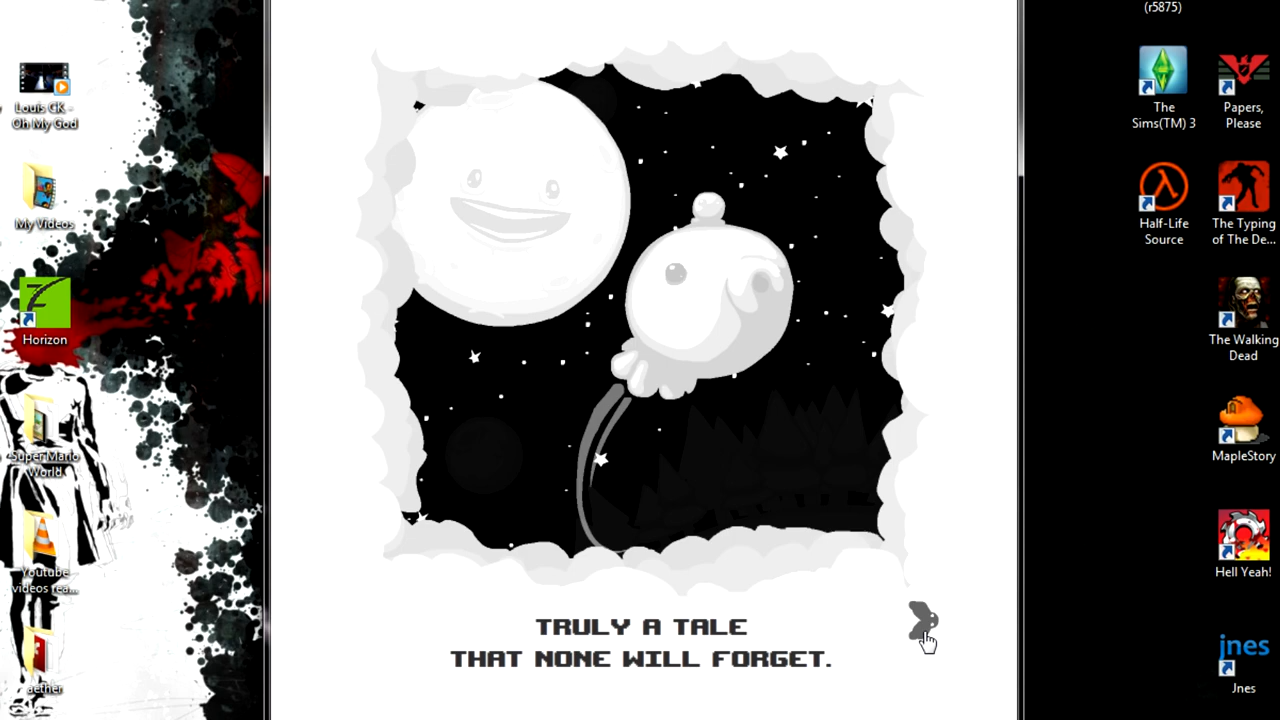 Louis CK -
Oh My God
My Videos
Horizon
Super Mario
World
Youtube
videos rea...
aether
TRULY A TALE
THAT NONE WILL FORGET.
(r5875)
The
Sims(TM) 3
Papers,
Please
Half-Life
Source
The Typing
of The De...
The Walking
Dead
MapleStory
Hell Yeah!
jnes
Jnes